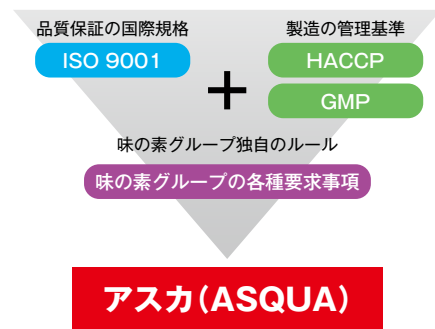 品質保証の国際規格
製造の管理基準
ISO 9001
HACCP
+
GMP
味の素グループ独自のルール
味の素グループの各種要求事項
アスカ(ASQUA)